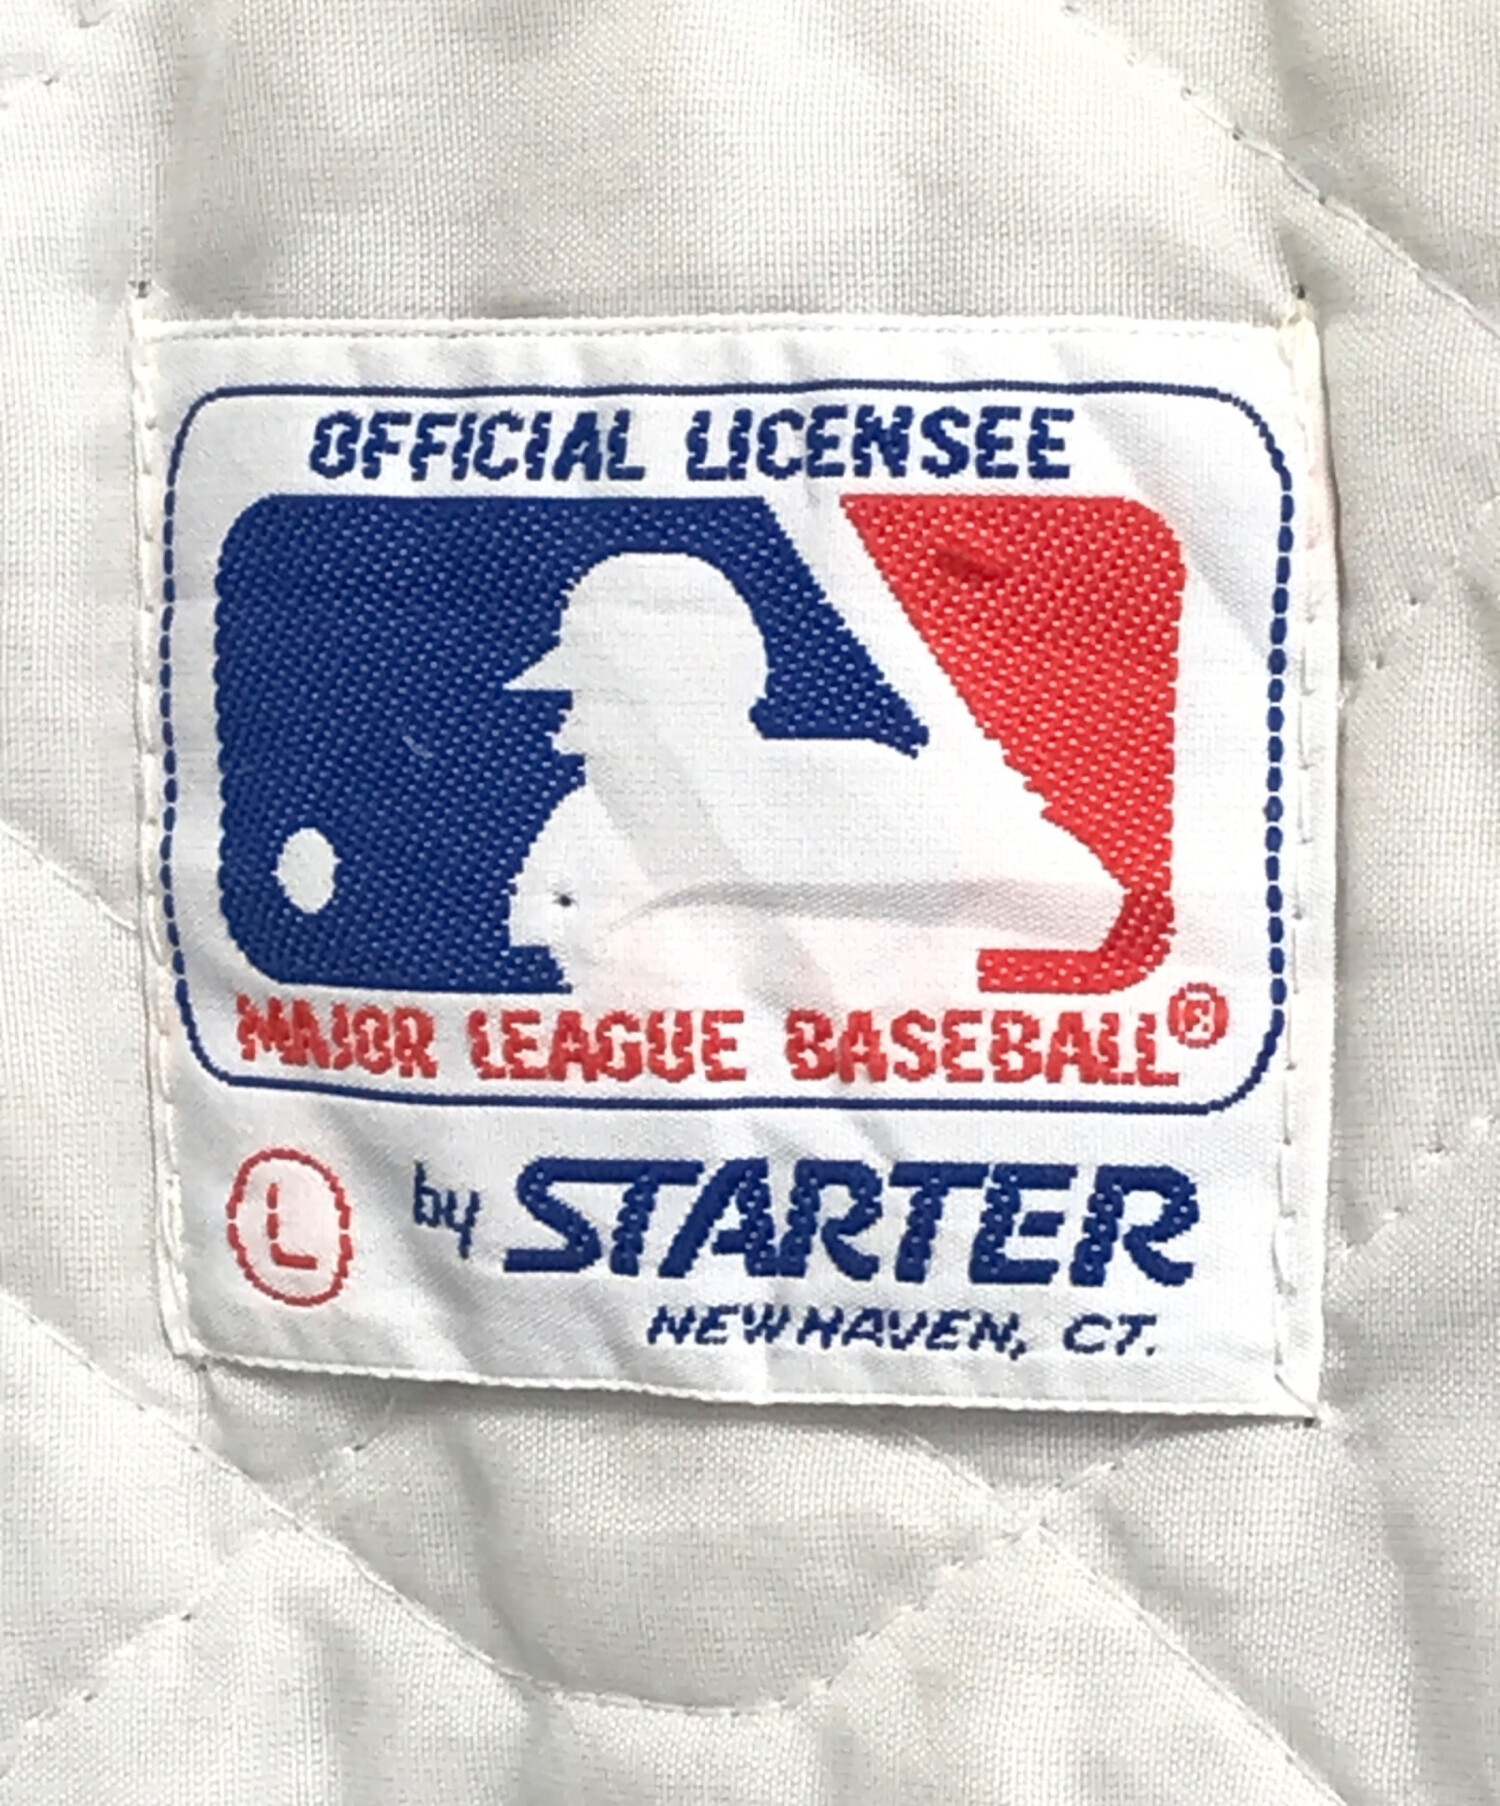 OFFICIAL LICENSEE
MAJOR LEAGUE BASEBALL®
L by STARTER
NEW HAVEN, CT.